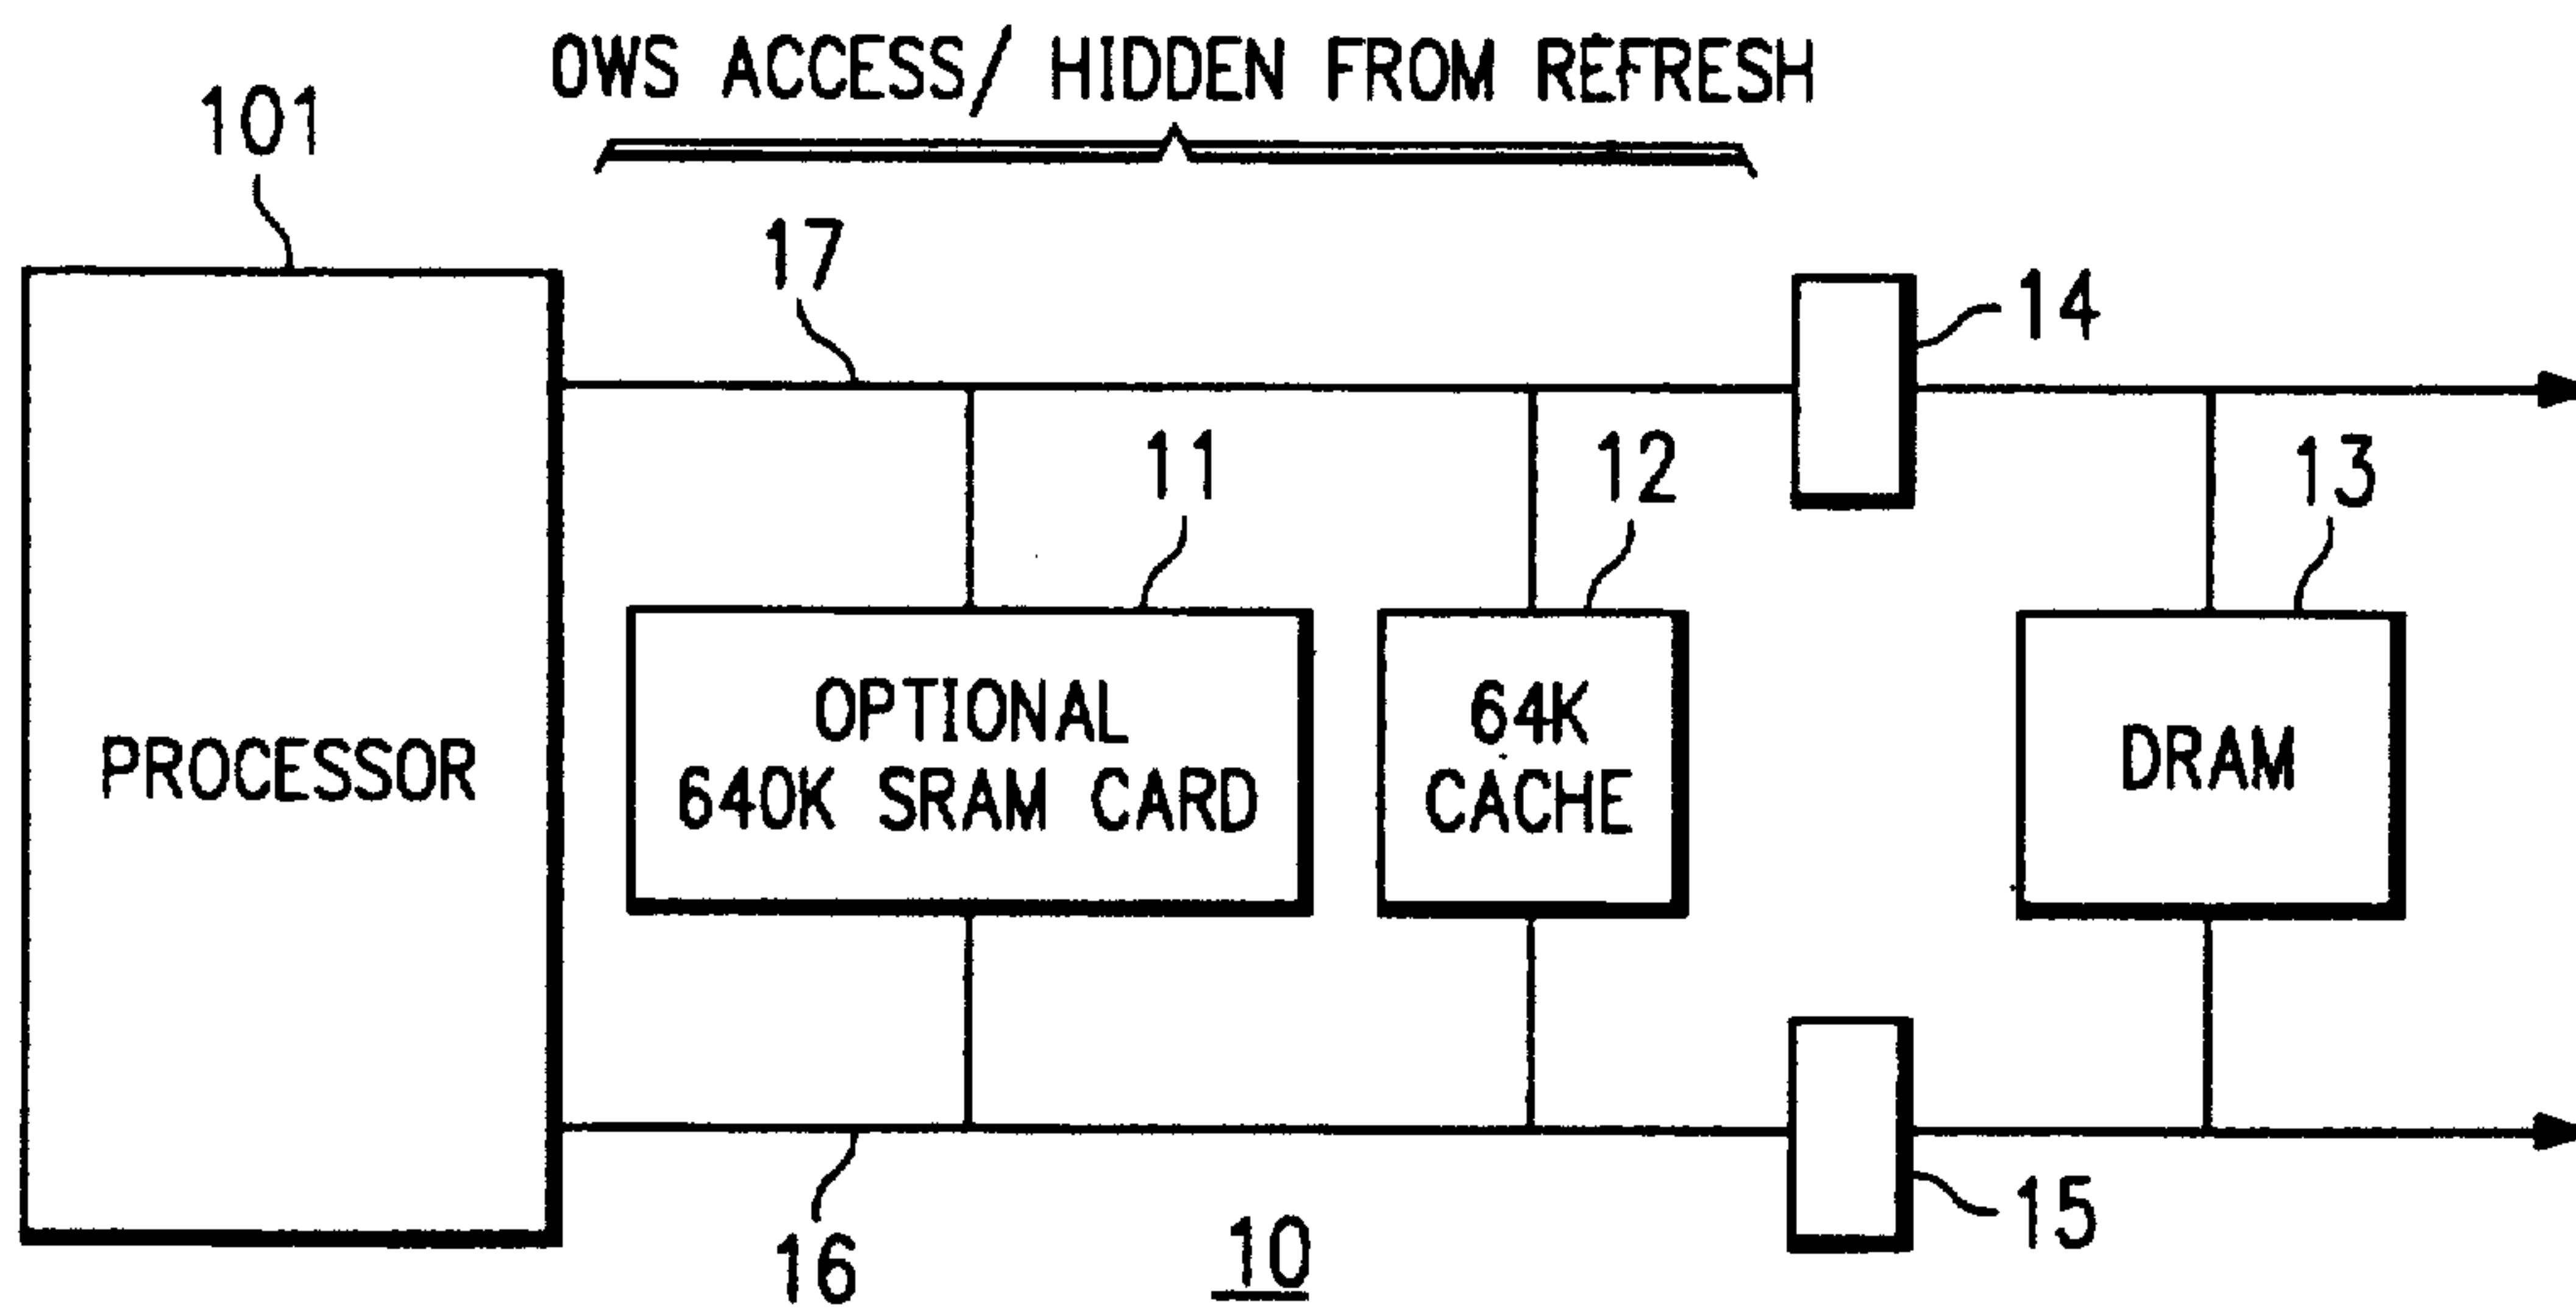 0WS ACCESS/ HIDDEN FROM REFRESH
101
17
14
11
12
13
PROCESSOR
OPTIONAL
640K SRAM CARD
64K
CACHE
DRAM
16
10
15